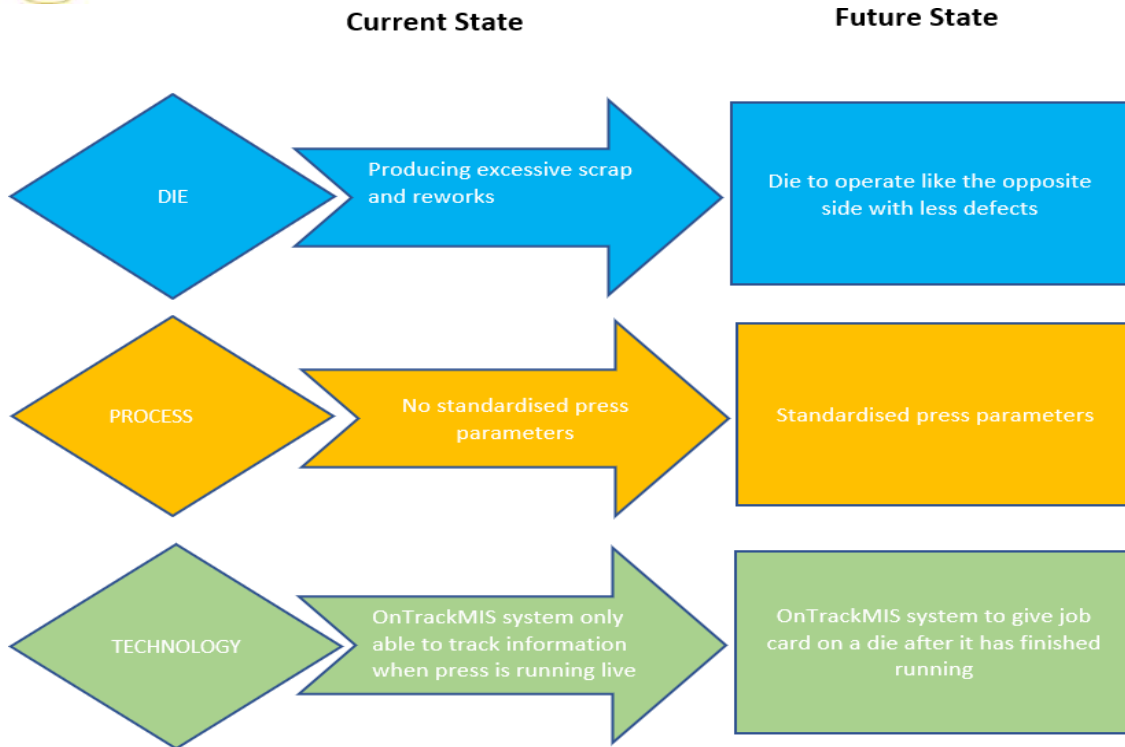 Current State
Future State
DIE
Producing excessive scrap
and reworks
Die to operate like the opposite
side with less defects
PROCESS
No standardised press
parameters
Standardised press parameters
TECHNOLOGY
OnTrackMIS system only
able to track information
when press is running live
OnTrackMIS system to give job
card on a die after it has finished
running